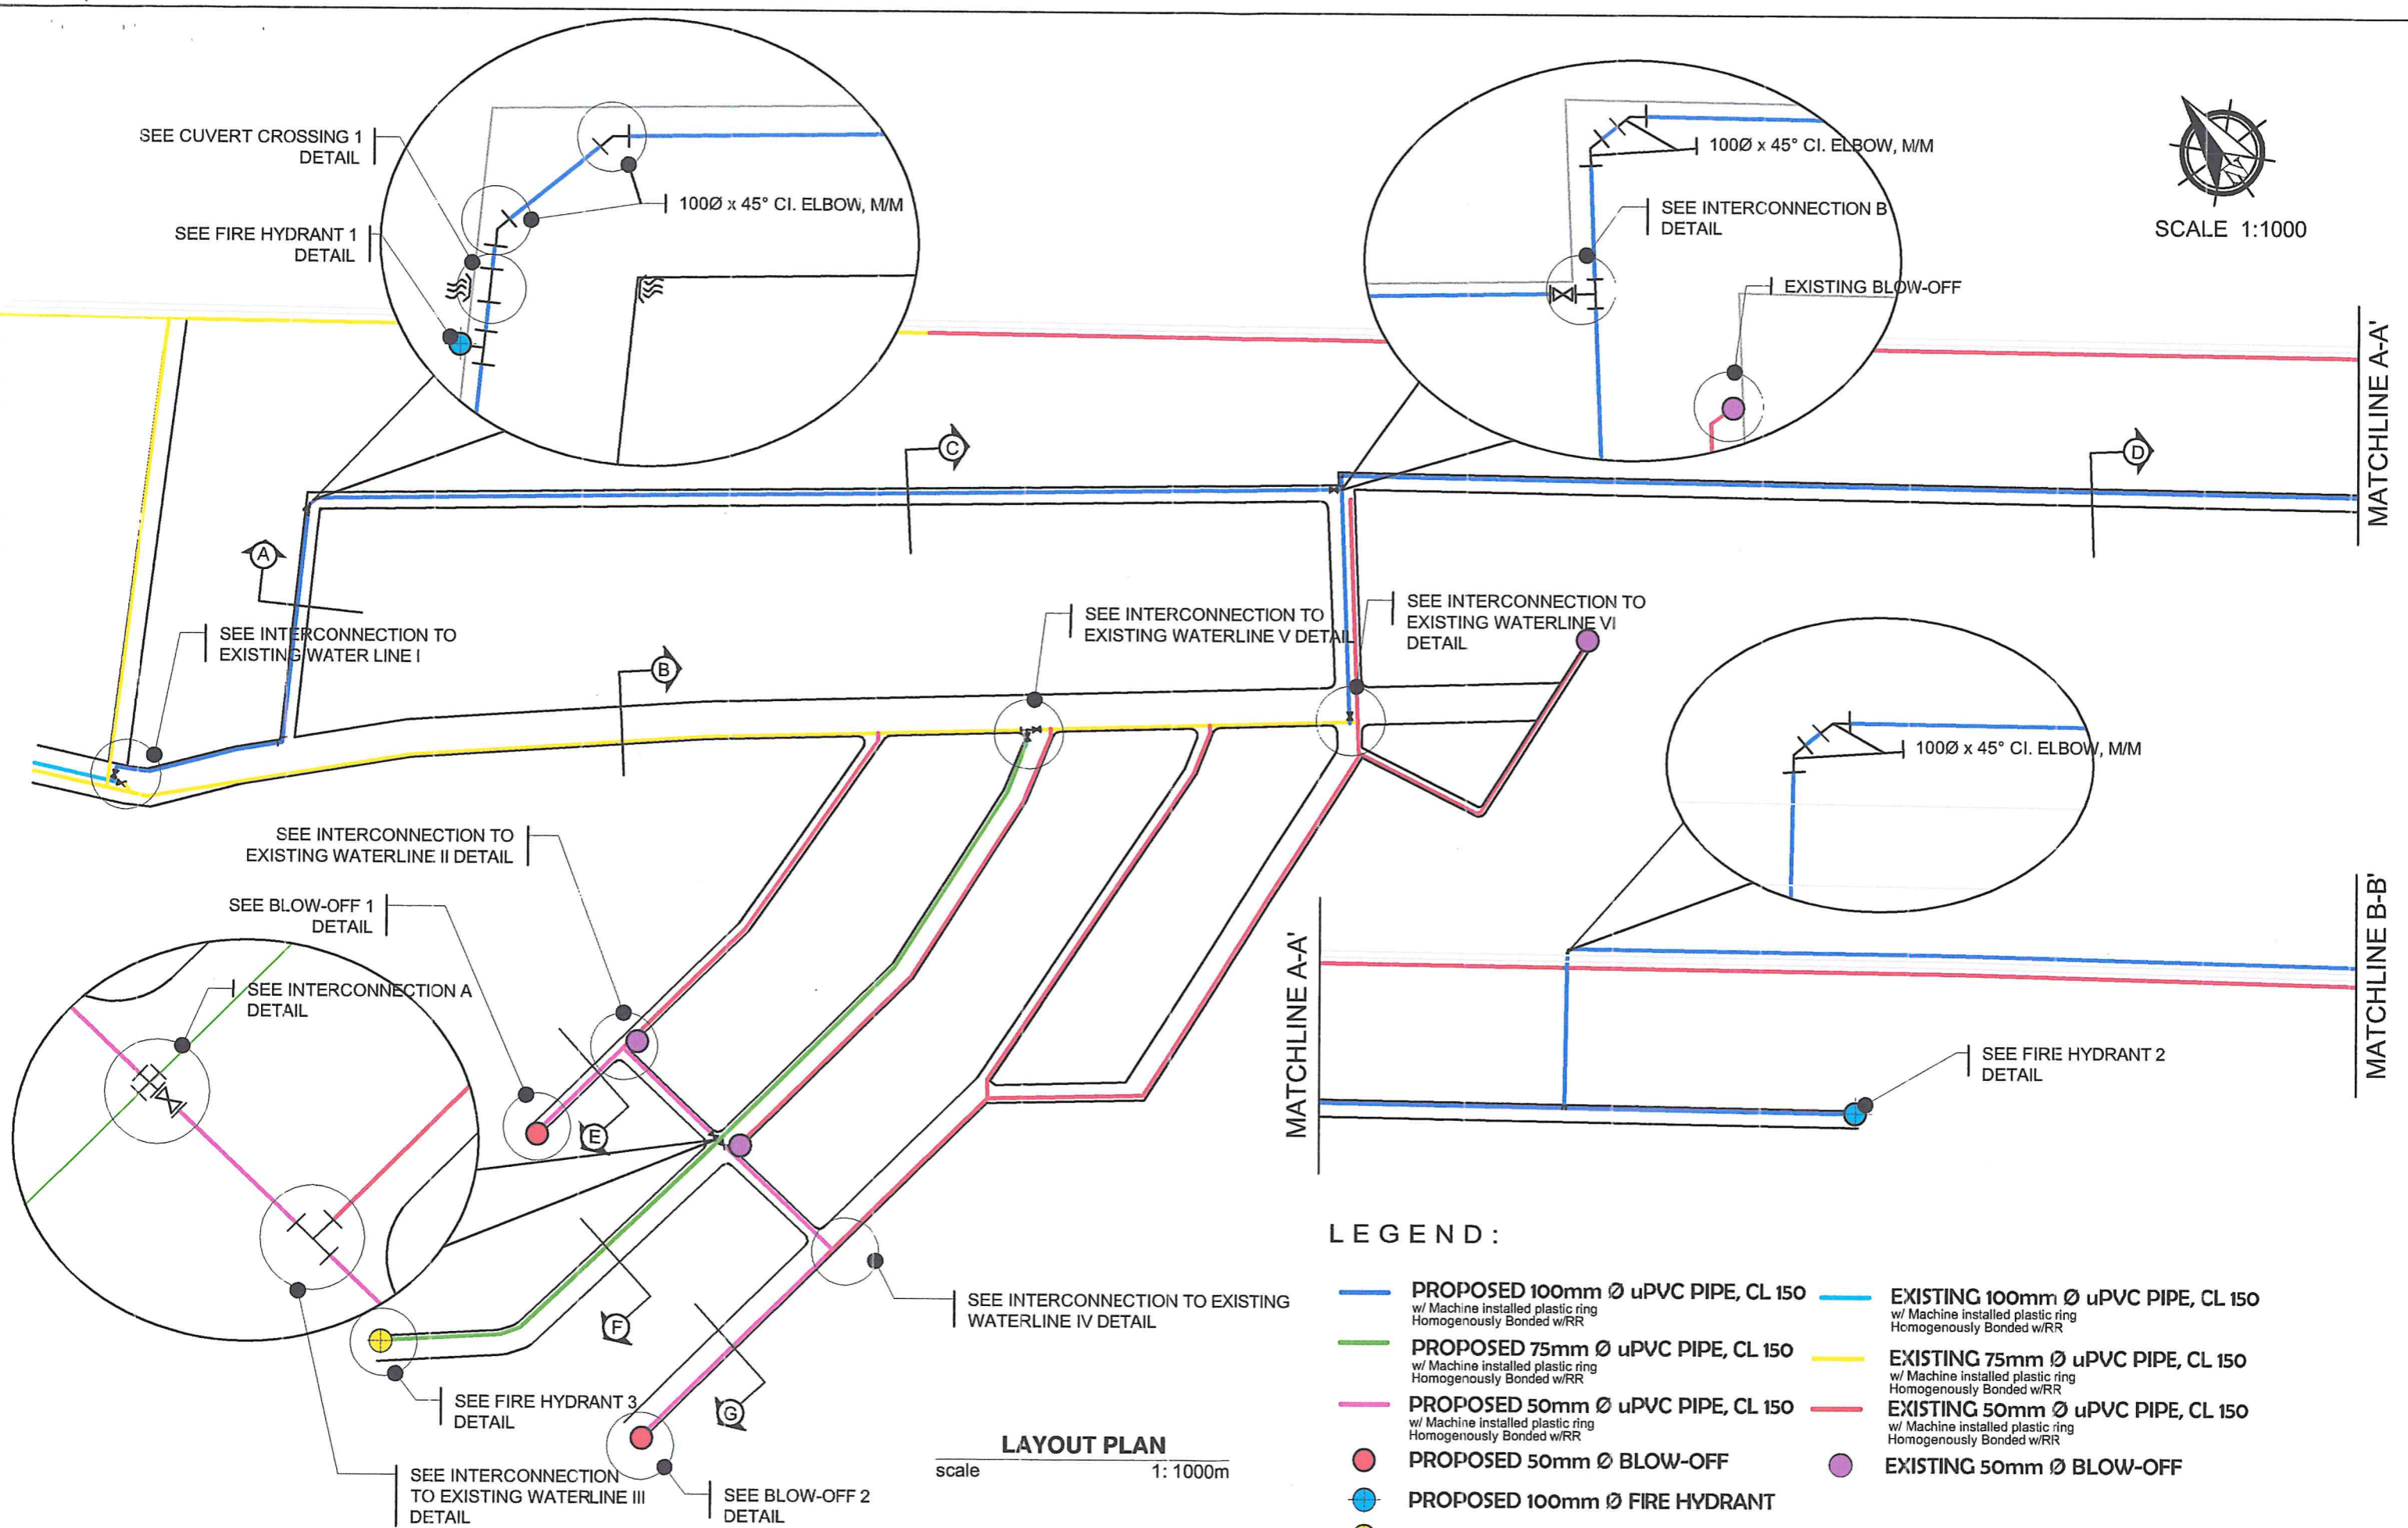 SEE CUVERT CROSSING 1
DETAIL
SEE FIRE HYDRANT 1
DETAIL
100Ø x 45° CI. ELBOW, M/M
100Ø x 45° CI. ELBOW, M/M
SEE INTERCONNECTION B
DETAIL
EXISTING BLOW-OFF
SCALE 1:1000
MATCHLINE A-A'
C
D
A
SEE INTERCONNECTION TO
EXISTING WATER LINE I
B
SEE INTERCONNECTION TO
EXISTING WATERLINE V DETAIL
SEE INTERCONNECTION TO
EXISTING WATERLINE VI
DETAIL
100Ø x 45° CI. ELBOW, M/M
SEE INTERCONNECTION TO
EXISTING WATERLINE II DETAIL
SEE BLOW-OFF 1
DETAIL
SEE INTERCONNECTION A
DETAIL
MATCHLINE A-A'
MATCHLINE B-B'
SEE FIRE HYDRANT 2
DETAIL
E
F
G
SEE INTERCONNECTION TO EXISTING
WATERLINE IV DETAIL
SEE FIRE HYDRANT 3
DETAIL
SEE INTERCONNECTION
TO EXISTING WATERLINE III
DETAIL
SEE BLOW-OFF 2
DETAIL
LAYOUT PLAN
scale 1: 1000m
LEGEND:
PROPOSED 100mm Ø uPVC PIPE, CL 150
w/ Machine installed plastic ring
Homogenously Bonded w/RR
PROPOSED 75mm Ø uPVC PIPE, CL 150
w/ Machine installed plastic ring
Homogenously Bonded w/RR
PROPOSED 50mm Ø uPVC PIPE, CL 150
w/ Machine installed plastic ring
Homogenously Bonded w/RR
PROPOSED 50mm Ø BLOW-OFF
PROPOSED 100mm Ø FIRE HYDRANT
EXISTING 100mm Ø uPVC PIPE, CL 150
w/ Machine installed plastic ring
Homogenously Bonded w/RR
EXISTING 75mm Ø uPVC PIPE, CL 150
w/ Machine installed plastic ring
Homogenously Bonded w/RR
EXISTING 50mm Ø uPVC PIPE, CL 150
w/ Machine installed plastic ring
Homogenously Bonded w/RR
EXISTING 50mm Ø BLOW-OFF